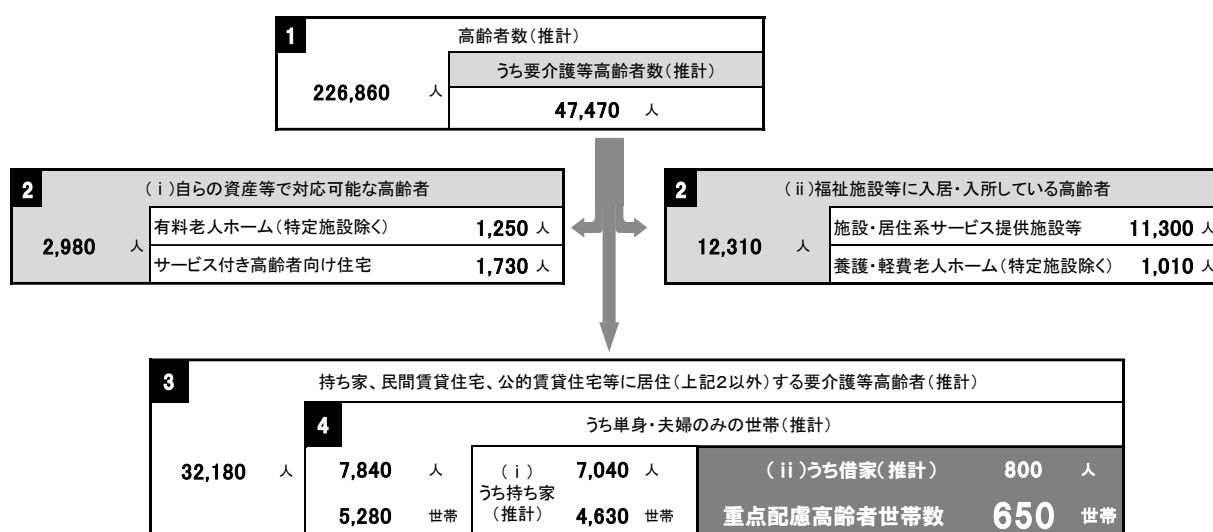 1 高齢者数(推計)
うち要介護等高齢者数(推計)
226,860 人
47,470 人
2 (ⅰ)自らの資産等で対応可能な高齢者
2,980 人
有料老人ホーム(特定施設除く) 1,250 人
サービス付き高齢者向け住宅 1,730 人
2 (ⅱ)福祉施設等に入居・入所している高齢者
12,310 人
施設・居住系サービス提供施設等 11,300 人
養護・軽費老人ホーム(特定施設除く) 1,010 人
3 持ち家、民間賃貸住宅、公的賃貸住宅等に居住(上記2以外)する要介護等高齢者(推計)
4 うち単身・夫婦のみの世帯(推計)
32,180 人
7,840 人
5,280 世帯
(ⅰ)
うち持ち家
(推計)
7,040 人
4,630 世帯
(ⅱ)うち借家(推計) 800 人
重点配慮高齢者世帯数 650 世帯